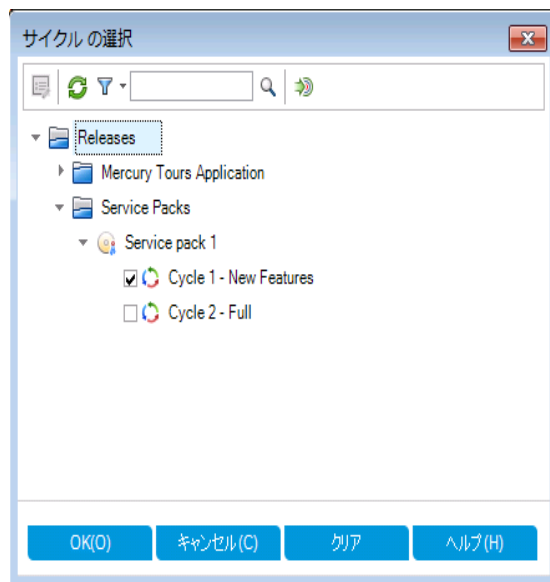 サイクル の選択
Releases
Mercury Tours Application
Service Packs
Service pack 1
Cycle 1 - New Features
Cycle 2 - Full
OK(O) キャンセル(C) クリア ヘルプ(H)